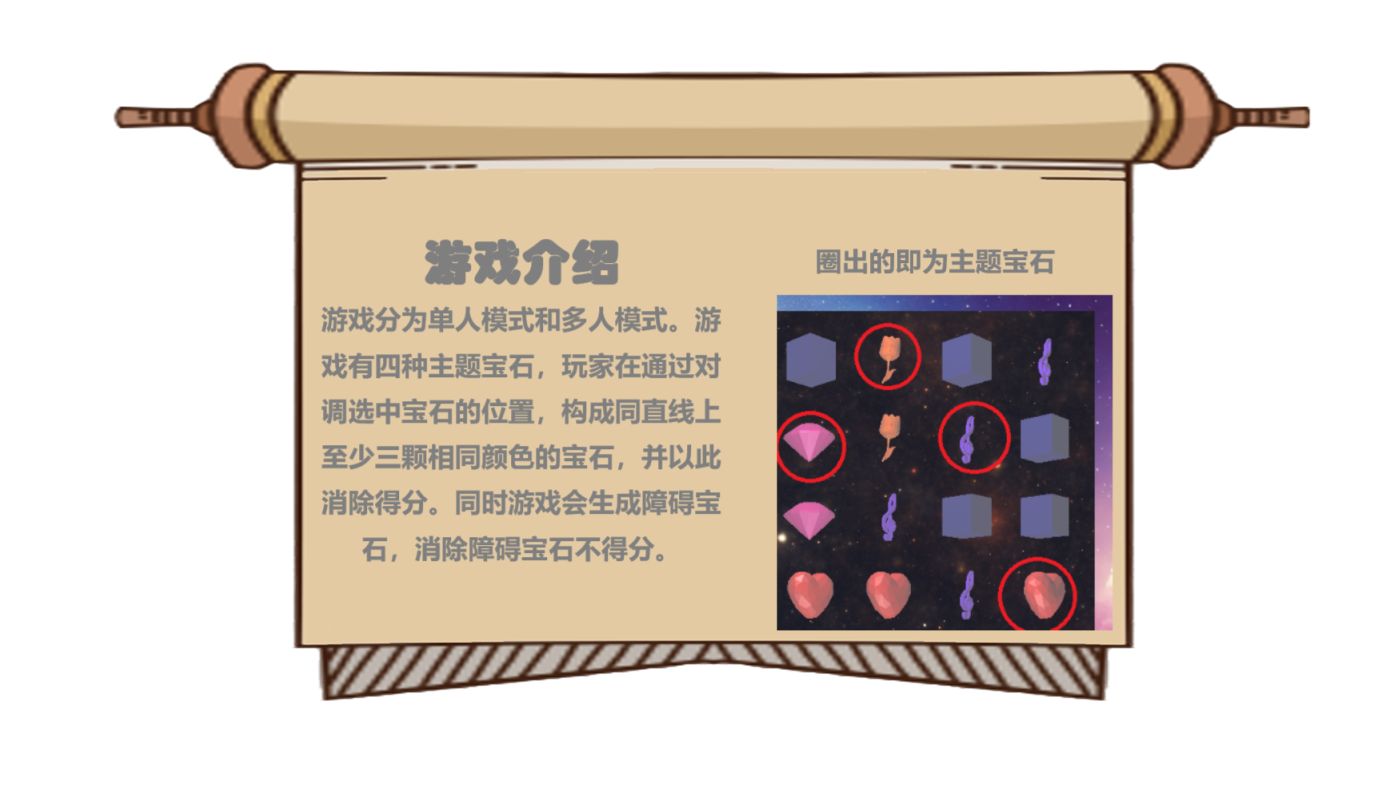 游戏介绍
游戏分为单人模式和多人模式。游
戏有四种主题宝石，玩家在通过对
调选中宝石的位置，构成同直线上
至少三颗相同颜色的宝石，并以此
消除得分。同时游戏会生成障碍宝
石，消除障碍宝石不得分。
圈出的即为主题宝石